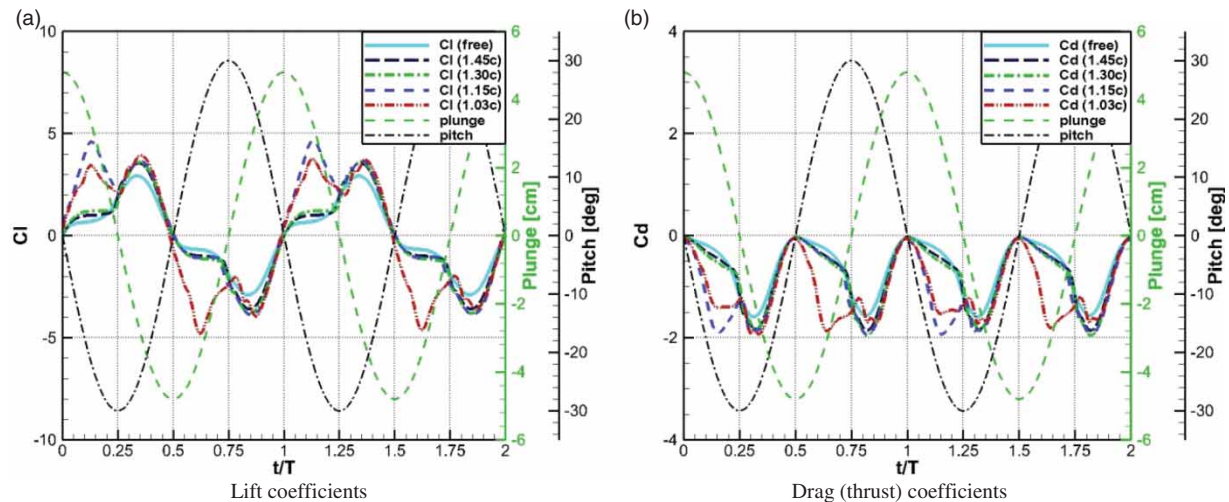 (a)
10
5
0
-5
-10
Cl
0
0.25
0.5
0.75
1
1.25
1.5
1.75
2
t/T
Cl (free)
Cl (1.45c)
Cl (1.30c)
Cl (1.15c)
Cl (1.03c)
plunge
pitch
6
4
2
0
-2
-4
-6
Plunge [cm]
30
20
10
0
-10
-20
-30
Pitch [deg]
Lift coefficients
(b)
4
2
0
-2
-4
Cd
0
0.25
0.5
0.75
1
1.25
1.5
1.75
2
t/T
Cd (free)
Cd (1.45c)
Cd (1.30c)
Cd (1.15c)
Cd (1.03c)
plunge
pitch
6
4
2
0
-2
-4
-6
Plunge [cm]
30
20
10
0
-10
-20
-30
Pitch [deg]
Drag (thrust) coefficients